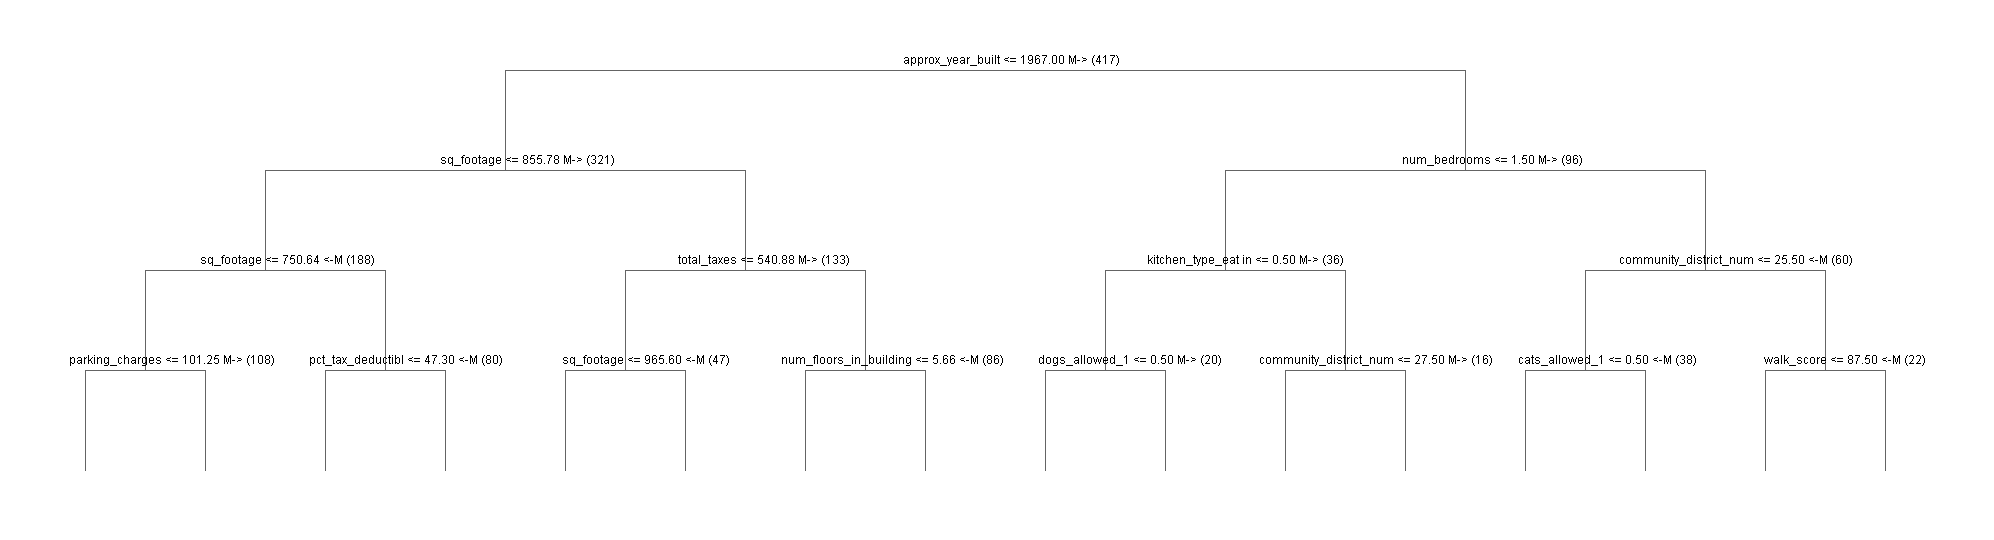 approx_year_built <= 1967.00 M-> (417)
sq_footage <= 855.78 M-> (321)
num_bedrooms <= 1.50 M-> (96)
sq_footage <= 750.64 <-M (188)
total_taxes <= 540.88 M-> (133)
kitchen_type_eat in <= 0.50 M-> (36)
community_district_num <= 25.50 <-M (60)
parking_charges <= 101.25 M-> (108)
pct_tax_deductibl <= 47.30 <-M (80)
sq_footage <= 965.60 <-M (47)
num_floors_in_building <= 5.66 <-M (86)
dogs_allowed_1 <= 0.50 M-> (20)
community_district_num <= 27.50 M-> (16)
cats_allowed_1 <= 0.50 <-M (38)
walk_score <= 87.50 <-M (22)